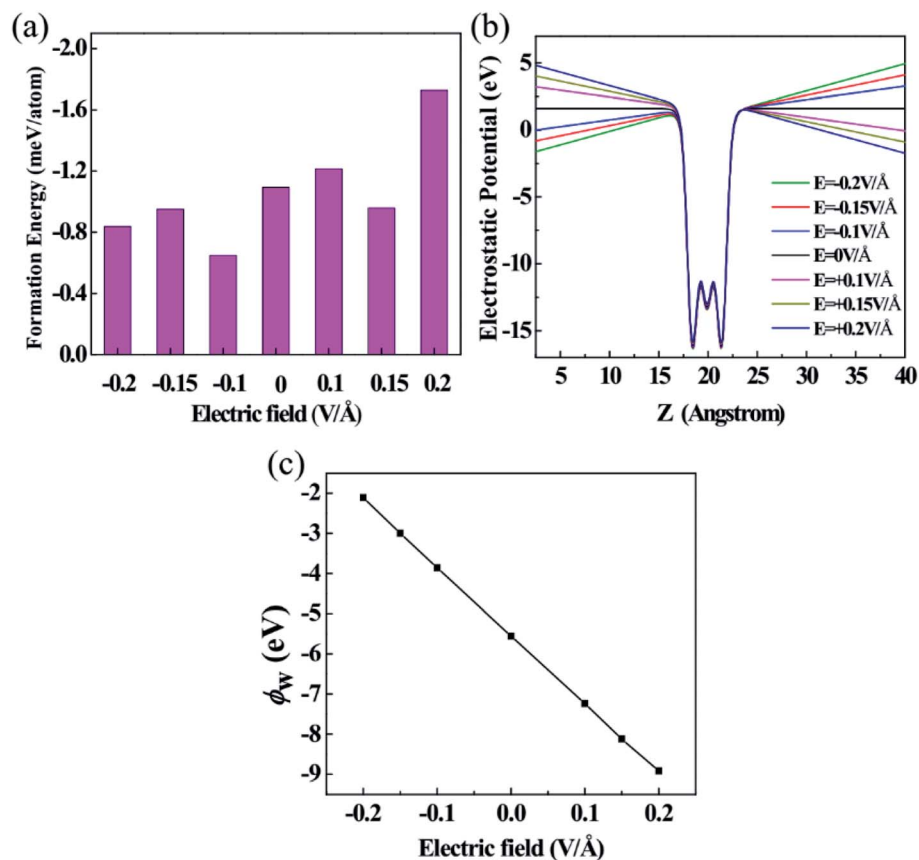 (a)
-2.0
-1.6
-1.2
-0.8
-0.4
0.0
Formation Energy (meV/atom)
-0.2 -0.15 -0.1 0 0.1 0.15 0.2
Electric field (V/Å)
(b)
5
0
-5
-10
-15
Electrostatic Potential (eV)
E=-0.2V/Å
E=-0.15V/Å
E=-0.1V/Å
E=0V/Å
E=+0.1V/Å
E=+0.15V/Å
E=+0.2V/Å
5 10 15 20 25 30 35 40
Z (Angstrom)
(c)
-2
-3
-4
-5
-6
-7
-8
-9
ϕw (eV)
-0.2 -0.1 0.0 0.1 0.2
Electric field (V/Å)